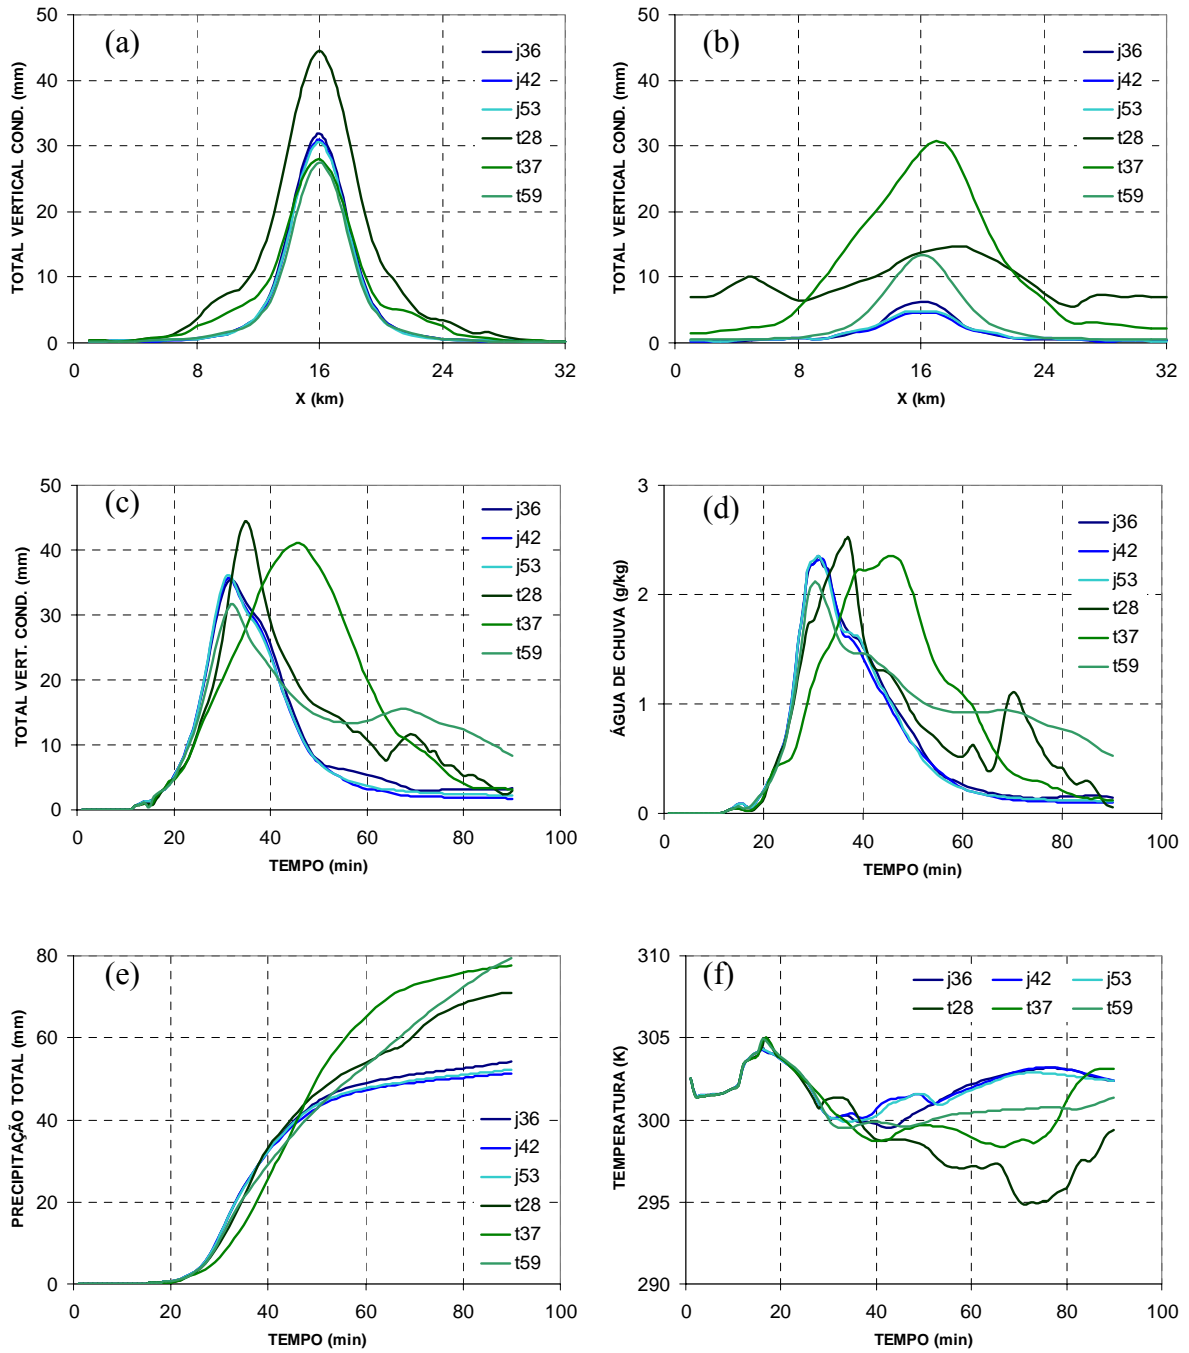 (a)
TOTAL VERTICAL COND. (mm)
50
40
30
20
10
0
0 8 16 24 32
X (km)
j36
j42
j53
t28
t37
t59
(b)
TOTAL VERTICAL COND. (mm)
50
40
30
20
10
0
0 8 16 24 32
X (km)
j36
j42
j53
t28
t37
t59
(c)
TOTAL VERT. COND. (mm)
50
40
30
20
10
0
0 20 40 60 80 100
TEMPO (min)
j36
j42
j53
t28
t37
t59
(d)
ÁGUA DE CHUVA (g/kg)
3
2
1
0
0 20 40 60 80 100
TEMPO (min)
j36
j42
j53
t28
t37
t59
(e)
PRECIPITAÇÃO TOTAL (mm)
80
60
40
20
0
0 20 40 60 80 100
TEMPO (min)
j36
j42
j53
t28
t37
t59
(f)
TEMPERATURA (K)
310
305
300
295
290
0 20 40 60 80 100
TEMPO (min)
j36 j42 j53
t28 t37 t59